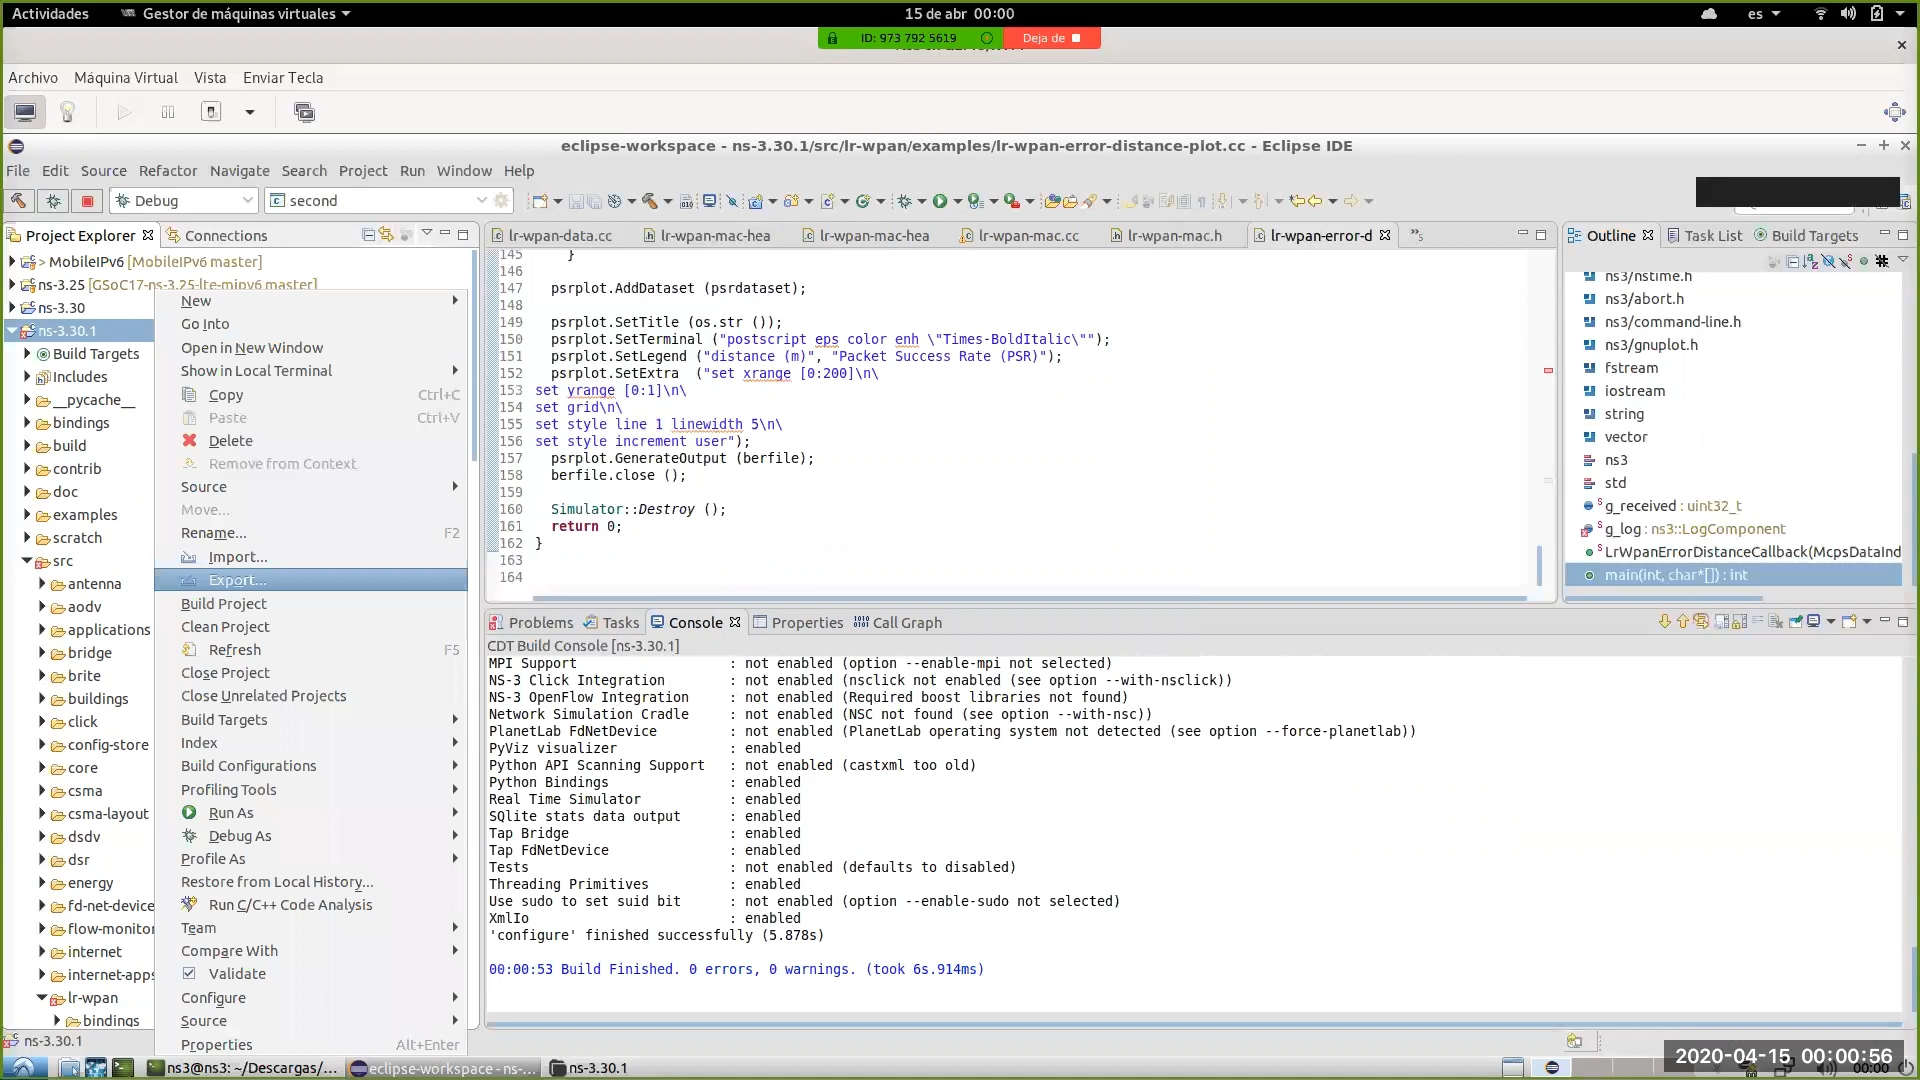 Actividades
Gestor de máquinas virtuales
15 de abr 00:00
es
ID: 973 792 5619
Deja de
Archivo Máquina Virtual Vista Enviar Tecla
eclipse-workspace - ns-3.30.1/src/lr-wpan/examples/lr-wpan-error-distance-plot.cc - Eclipse IDE
File Edit Source Refactor Navigate Search Project Run Window Help
Debug
second
Project Explorer
Connections
> MobileIPv6 [MobileIPv6 master]
ns-3.25 [GSoC17-ns-3.25-lte-mipv6 master]
ns-3.30
ns-3.30.1
Build Targets
Includes
__pycache__
bindings
build
contrib
doc
examples
scratch
src
antenna
aodv
applications
bridge
brite
buildings
click
config-store
core
csma
csma-layout
dsdv
dsr
energy
fd-net-device
flow-monitor
internet
internet-apps
lr-wpan
bindings
New
Go Into
Open in New Window
Show in Local Terminal
Copy Ctrl+C
Paste Ctrl+V
Delete
Remove from Context
Source
Move...
Rename... F2
Import...
Export...
Build Project
Clean Project
Refresh F5
Close Project
Close Unrelated Projects
Build Targets
Index
Build Configurations
Profiling Tools
Run As
Debug As
Profile As
Restore from Local History...
Run C/C++ Code Analysis
Team
Compare With
Validate
Configure
Source
Properties Alt+Enter
lr-wpan-data.cc lr-wpan-mac-hea lr-wpan-mac-hea lr-wpan-mac.cc lr-wpan-mac.h lr-wpan-error-d »5
145 }
146
147 psrplot.AddDataset (psrdataset);
148
149 psrplot.SetTitle (os.str ());
150 psrplot.SetTerminal ("postscript eps color enh \"Times-BoldItalic\"");
151 psrplot.SetLegend ("distance (m)", "Packet Success Rate (PSR)");
152 psrplot.SetExtra ("set xrange [0:200]\n\
153 set yrange [0:1]\n\
154 set grid\n\
155 set style line 1 linewidth 5\n\
156 set style increment user");
157 psrplot.GenerateOutput (berfile);
158 berfile.close ();
159
160 Simulator::Destroy ();
161 return 0;
162 }
163
164
Outline
Task List
Build Targets
ns3/nstime.h
ns3/abort.h
ns3/command-line.h
ns3/gnuplot.h
fstream
iostream
string
vector
ns3
std
g_received : uint32_t
g_log : ns3::LogComponent
LrWpanErrorDistanceCallback(McpsDataInd
main(int, char*[]) : int
Problems Tasks Console Properties Call Graph
CDT Build Console [ns-3.30.1]
MPI Support : not enabled (option --enable-mpi not selected)
NS-3 Click Integration : not enabled (nsclick not enabled (see option --with-nsclick))
NS-3 OpenFlow Integration : not enabled (Required boost libraries not found)
Network Simulation Cradle : not enabled (NSC not found (see option --with-nsc))
PlanetLab FdNetDevice : not enabled (PlanetLab operating system not detected (see option --force-planetlab))
PyViz visualizer : enabled
Python API Scanning Support : not enabled (castxml too old)
Python Bindings : enabled
Real Time Simulator : enabled
SQlite stats data output : enabled
Tap Bridge : enabled
Tap FdNetDevice : enabled
Tests : not enabled (defaults to disabled)
Threading Primitives : enabled
Use sudo to set suid bit : not enabled (option --enable-sudo not selected)
XmlIo : enabled
'configure' finished successfully (5.878s)
00:00:53 Build Finished. 0 errors, 0 warnings. (took 6s.914ms)
ns-3.30.1
ns3@ns3: ~/Descargas/...
eclipse-workspace - ns-...
ns-3.30.1
2020-04-15 00:00:56
00:00